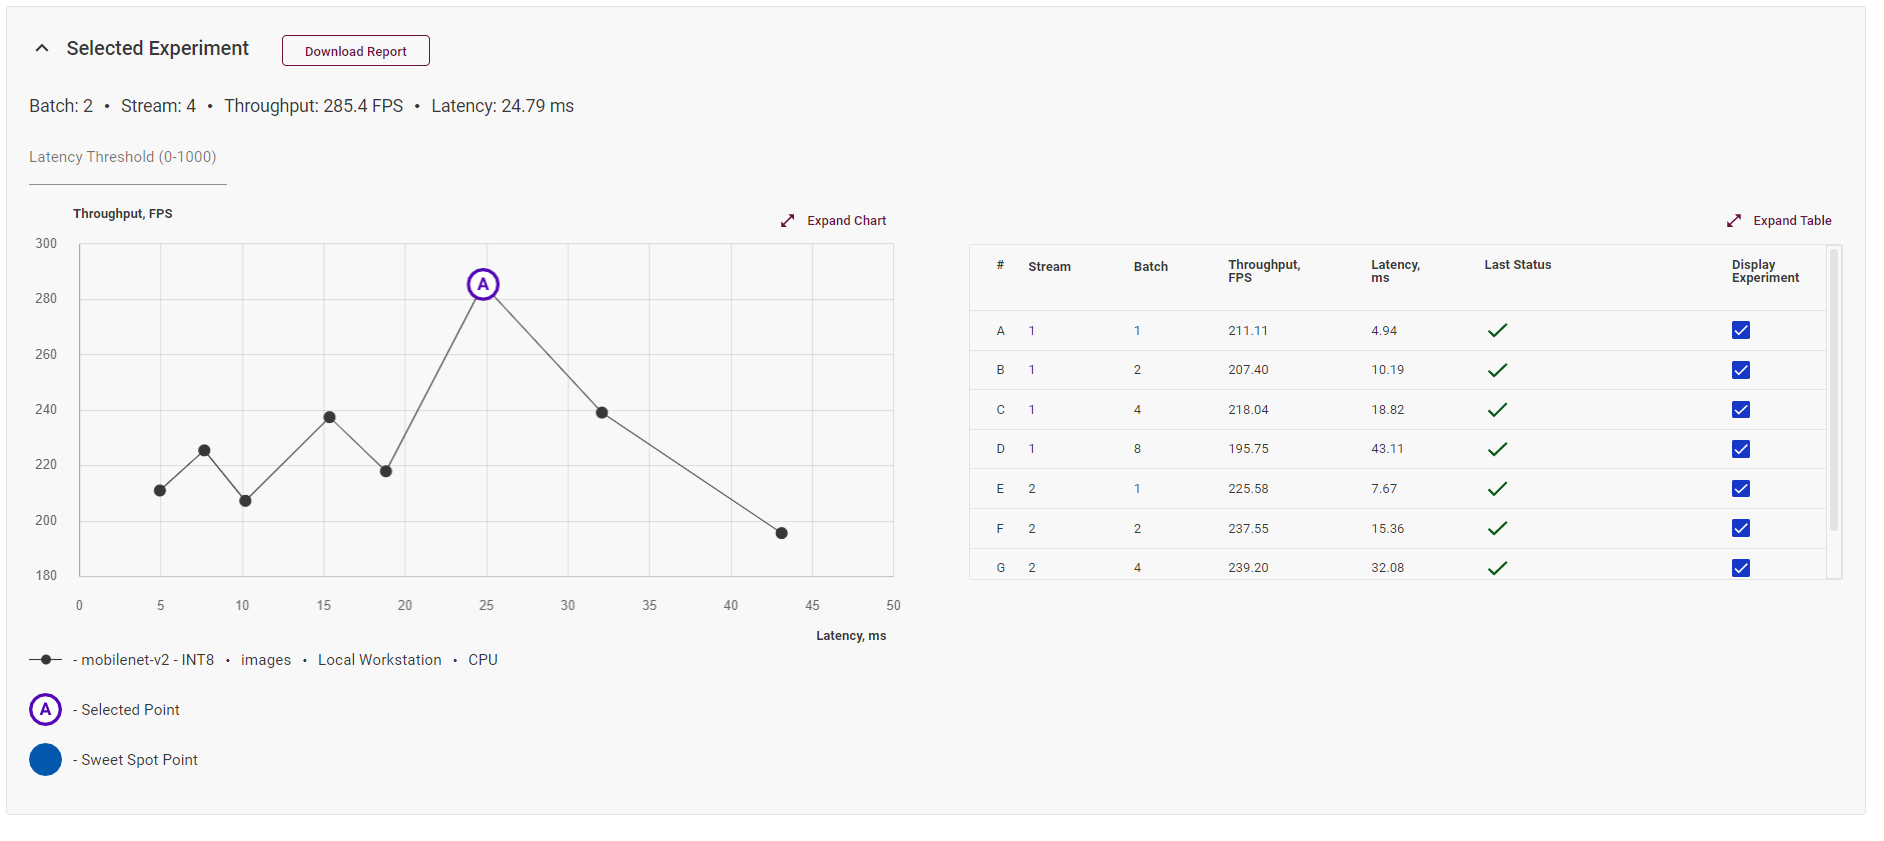 Selected Experiment
Download Report
Batch: 2 • Stream: 4 • Throughput: 285.4 FPS • Latency: 24.79 ms
Latency Threshold (0-1000)
Throughput, FPS
Expand Chart
300
280
260
240
220
200
180
A
0 5 10 15 20 25 30 35 40 45 50
Latency, ms
- mobilenet-v2 - INT8 • images • Local Workstation • CPU
A - Selected Point
- Sweet Spot Point
Expand Table
# Stream Batch Throughput, FPS Latency, ms Last Status Display Experiment
A 1 1 211.11 4.94
B 1 2 207.40 10.19
C 1 4 218.04 18.82
D 1 8 195.75 43.11
E 2 1 225.58 7.67
F 2 2 237.55 15.36
G 2 4 239.20 32.08